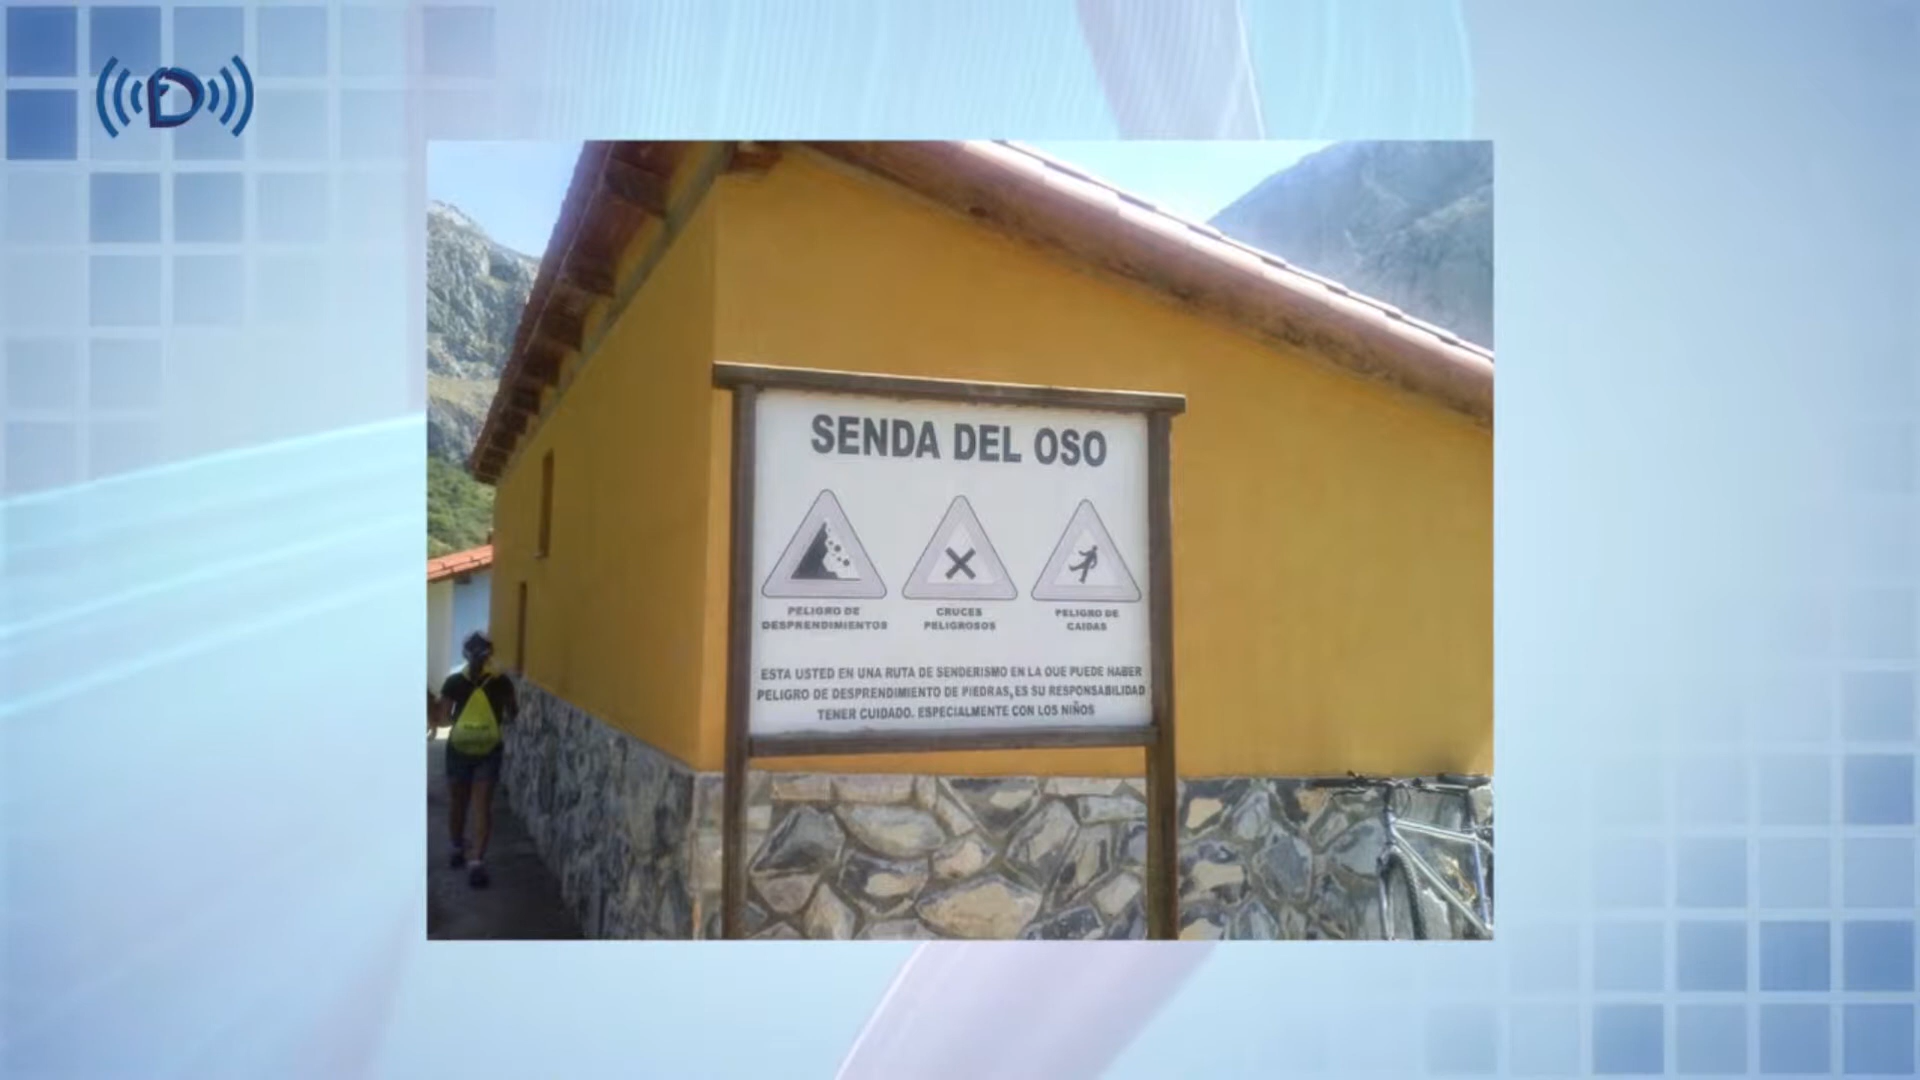 SENDA DEL OSO
PELIGRO DE
DESPRENDIMIENTOS
CRUCES
PELIGROSOS
PELIGRO DE
CAIDAS
ESTA USTED EN UNA RUTA DE SENDERISMO EN LA QUE PUEDE HABER
PELIGRO DE DESPRENDIMIENTO DE PIEDRAS, ES SU RESPONSABILIDAD
TENER CUIDADO. ESPECIALMENTE CON LOS NIÑOS